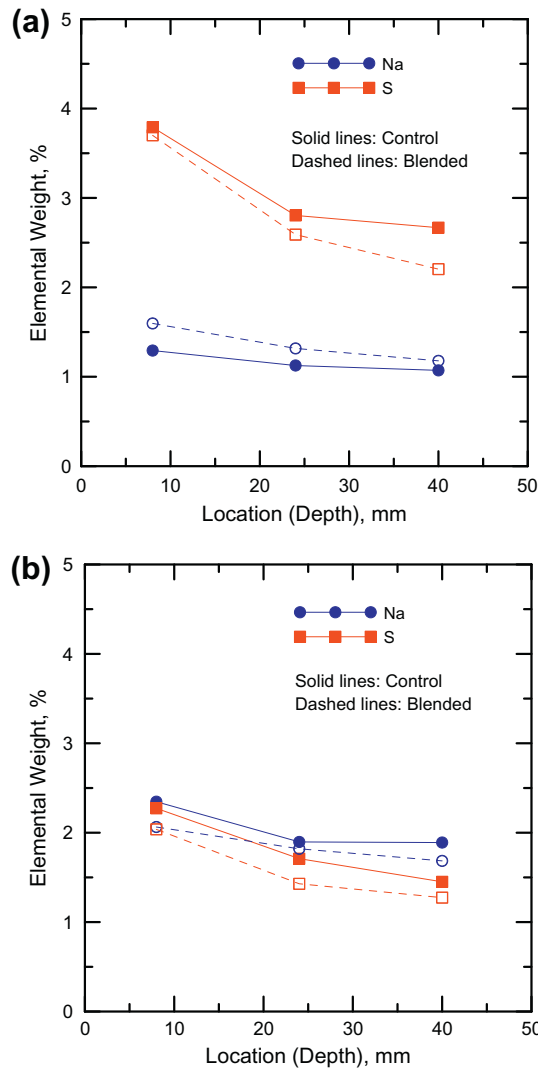 (a)
5
4
3
2
1
0
Elemental Weight, %
Na
S
Solid lines: Control
Dashed lines: Blended
0 10 20 30 40 50
Location (Depth), mm
(b)
5
4
3
2
1
0
Elemental Weight, %
Na
S
Solid lines: Control
Dashed lines: Blended
0 10 20 30 40 50
Location (Depth), mm